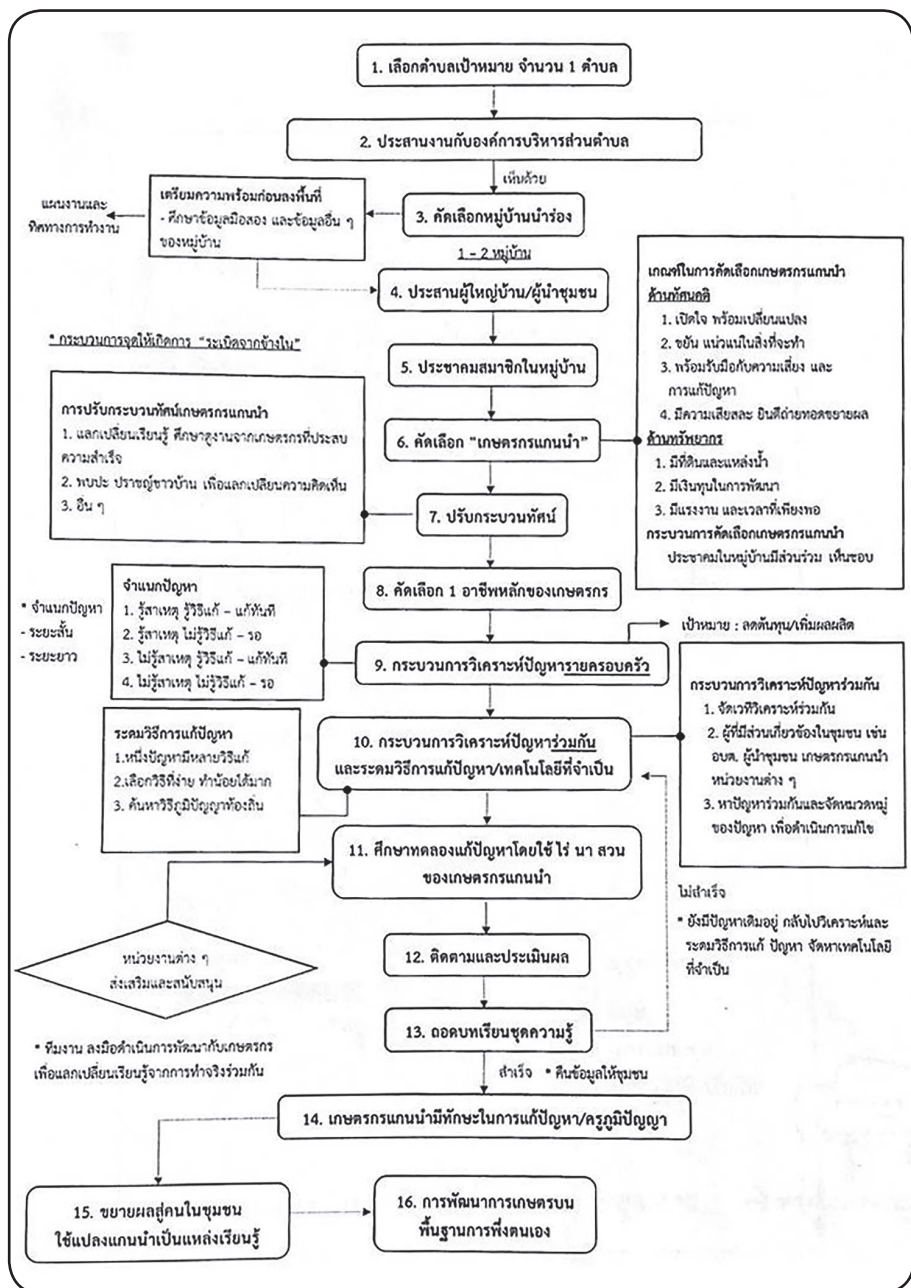 1. เลือกตำบลเป้าหมาย จำนวน 1 ตำบล
2. ประสานงานกับองค์การบริหารส่วนตำบล
เห็นด้วย
แผนงานและ
ทิศทางการทำงาน
เตรียมความพร้อมก่อนลงพื้นที่
- ศึกษาข้อมูลมือสอง และข้อมูลอื่น ๆ
ของหมู่บ้าน
3. คัดเลือกหมู่บ้านนำร่อง
1 – 2 หมู่บ้าน
4. ประสานผู้ใหญ่บ้าน/ผู้นำชุมชน
* กระบวนการจุดให้เกิดการ "ระเบิดจากข้างใน"
5. ประชาคมสมาชิกในหมู่บ้าน
เกณฑ์ในการคัดเลือกเกษตรกรแกนนำ
ด้านทัศนคติ
1. เปิดใจ พร้อมเปลี่ยนแปลง
2. ขยัน แน่วแน่ในสิ่งที่จะทำ
3. พร้อมรับมือกับความเสี่ยง และ
การแก้ปัญหา
4. มีความเสียสละ ยินดีถ่ายทอดขยายผล
ด้านทรัพยากร
1. มีที่ดินและแหล่งน้ำ
2. มีเงินทุนในการพัฒนา
3. มีแรงงาน และเวลาที่เพียงพอ
กระบวนการคัดเลือกเกษตรกรแกนนำ
ประชาคมในหมู่บ้านมีส่วนร่วม เห็นชอบ
การปรับกระบวนทัศน์เกษตรกรแกนนำ
1. แลกเปลี่ยนเรียนรู้ ศึกษาดูงานจากเกษตรกรที่ประสบ
ความสำเร็จ
2. พบปะ ปราชญ์ชาวบ้าน เพื่อแลกเปลี่ยนความคิดเห็น
3. อื่น ๆ
6. คัดเลือก "เกษตรกรแกนนำ"
7. ปรับกระบวนทัศน์
8. คัดเลือก 1 อาชีพหลักของเกษตรกร
* จำแนกปัญหา
- ระยะสั้น
- ระยะยาว
จำแนกปัญหา
1. รู้สาเหตุ รู้วิธีแก้ – แก้ทันที
2. รู้สาเหตุ ไม่รู้วิธีแก้ – รอ
3. ไม่รู้สาเหตุ รู้วิธีแก้ – แก้ทันที
4. ไม่รู้สาเหตุ ไม่รู้วิธีแก้ – รอ
เป้าหมาย : ลดต้นทุน/เพิ่มผลผลิต
9. กระบวนการวิเคราะห์ปัญหารายครอบครัว
กระบวนการวิเคราะห์ปัญหาร่วมกัน
1. จัดเวทีวิเคราะห์ร่วมกัน
2. ผู้ที่มีส่วนเกี่ยวข้องในชุมชน เช่น
อบต. ผู้นำชุมชน เกษตรกรแกนนำ
หน่วยงานต่าง ๆ
3. หาปัญหาร่วมกันและจัดหมวดหมู่
ของปัญหา เพื่อดำเนินการแก้ไข
ระดมวิธีการแก้ปัญหา
1.หนึ่งปัญหามีหลายวิธีแก้
2.เลือกวิธีที่ง่าย ทำน้อยได้มาก
3. ค้นหาวิธีภูมิปัญญาท้องถิ่น
10. กระบวนการวิเคราะห์ปัญหาร่วมกัน
และระดมวิธีการแก้ปัญหา/เทคโนโลยีที่จำเป็น
11. ศึกษาทดลองแก้ปัญหาโดยใช้ ไร่ นา สวน
ของเกษตรกรแกนนำ
ไม่สำเร็จ
* ยังมีปัญหาเดิมอยู่ กลับไปวิเคราะห์และ
ระดมวิธีการแก้ ปัญหา จัดหาเทคโนโลยี
ที่จำเป็น
หน่วยงานต่าง ๆ
ส่งเสริมและสนับสนุน
12. ติดตามและประเมินผล
13. ถอดบทเรียนชุดความรู้
* ทีมงาน ลงมือดำเนินการพัฒนากับเกษตรกร
เพื่อแลกเปลี่ยนเรียนรู้จากการทำจริงร่วมกัน
สำเร็จ * คืนข้อมูลให้ชุมชน
14. เกษตรกรแกนนำมีทักษะในการแก้ปัญหา/ครูภูมิปัญญา
15. ขยายผลสู่คนในชุมชน
ใช้แปลงแกนนำเป็นแหล่งเรียนรู้
16. การพัฒนาการเกษตรบน
พื้นฐานการพึ่งตนเอง